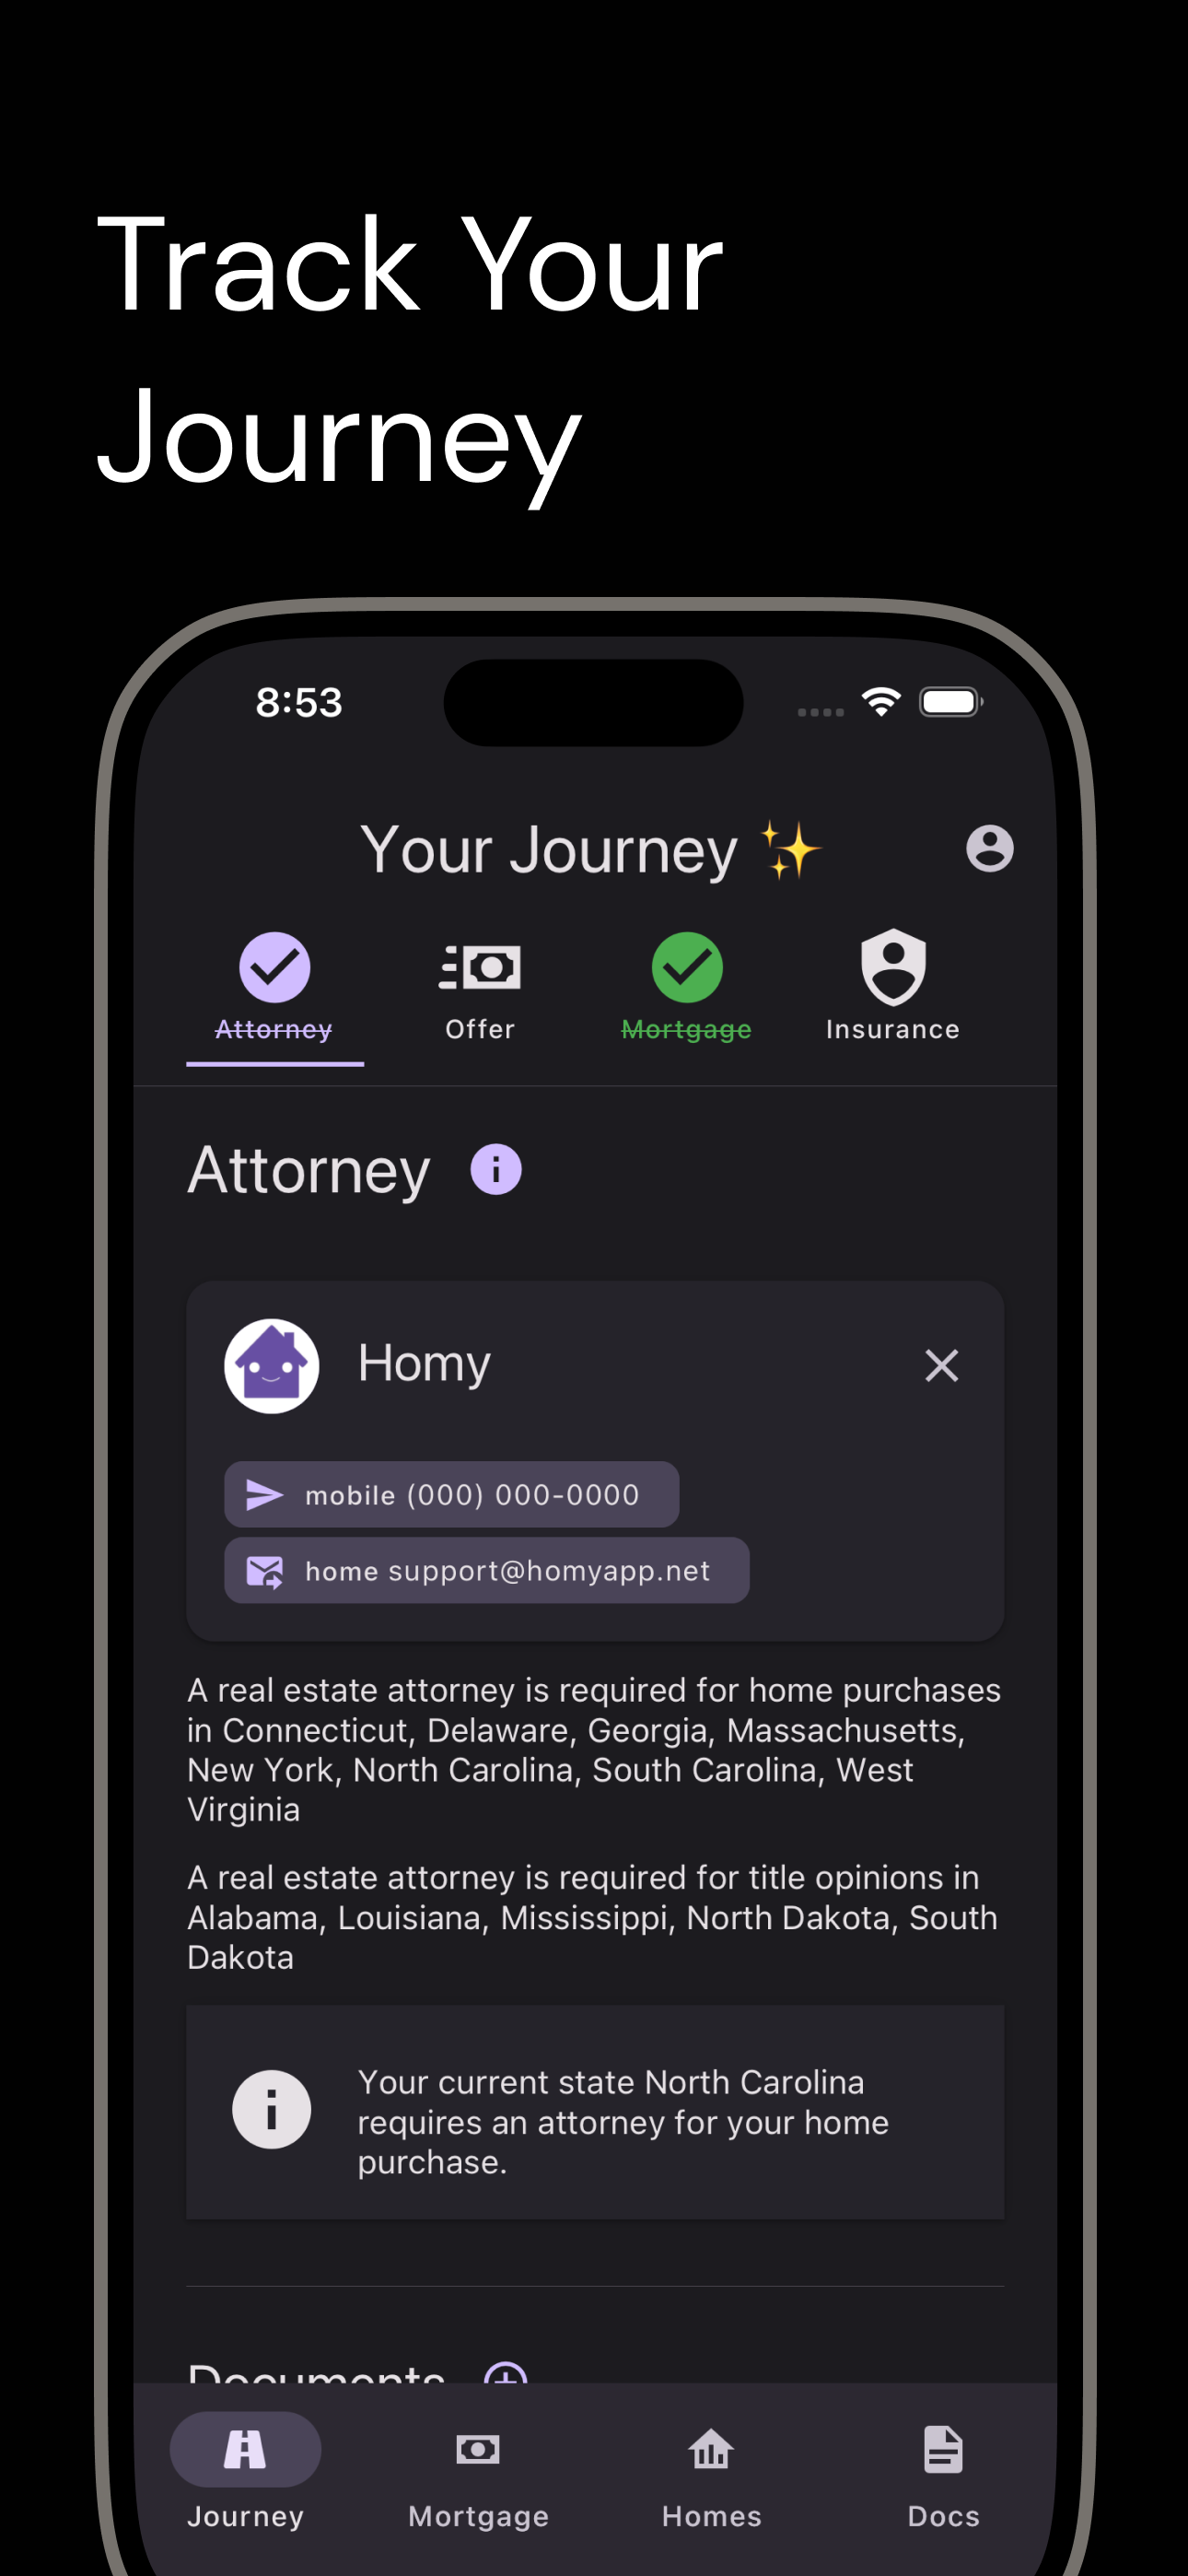 Track Your
Journey
8:53
Your Journey ✨
Attorney
Offer
Mortgage
Insurance
Attorney
Homy
mobile (000) 000-0000
home support@homyapp.net
A real estate attorney is required for home purchases
in Connecticut, Delaware, Georgia, Massachusetts,
New York, North Carolina, South Carolina, West
Virginia
A real estate attorney is required for title opinions in
Alabama, Louisiana, Mississippi, North Dakota, South
Dakota
Your current state North Carolina
requires an attorney for your home
purchase.
Documents
Journey
Mortgage
Homes
Docs